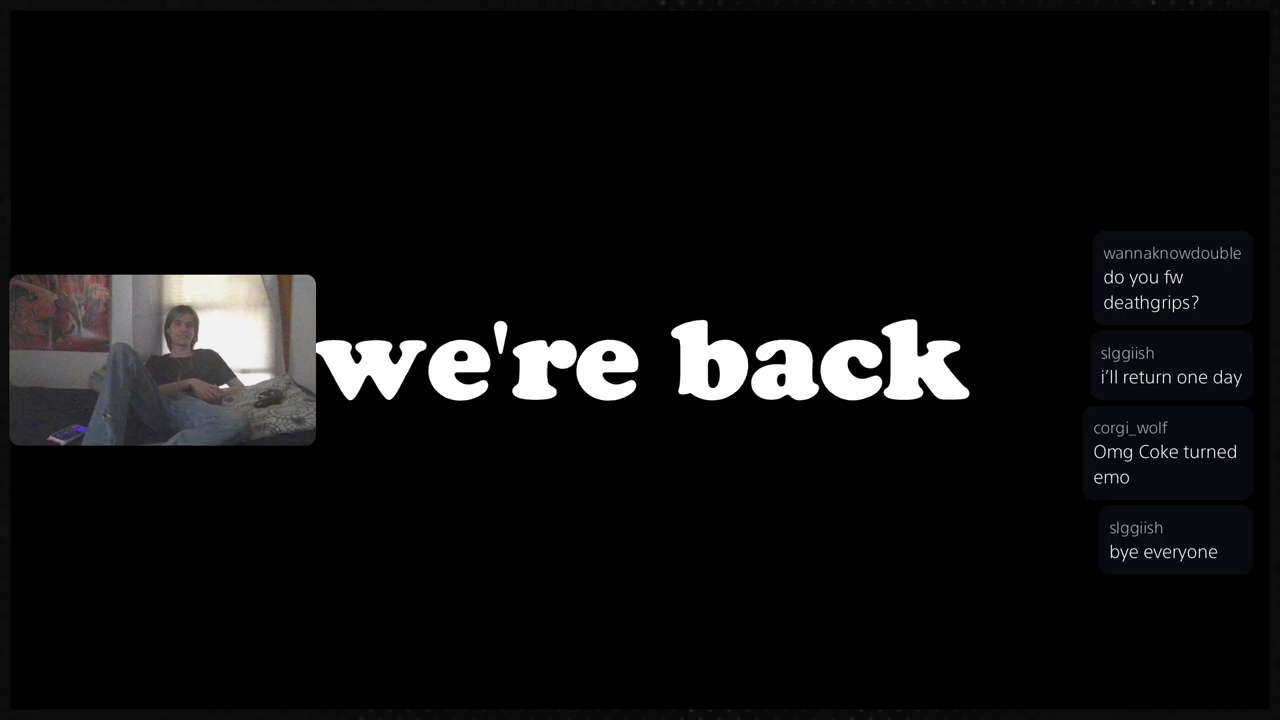 we're back
wannaknowdouble
do you fw
deathgrips?
slggiish
i’ll return one day
corgi_wolf
Omg Coke turned
emo
slggiish
bye everyone